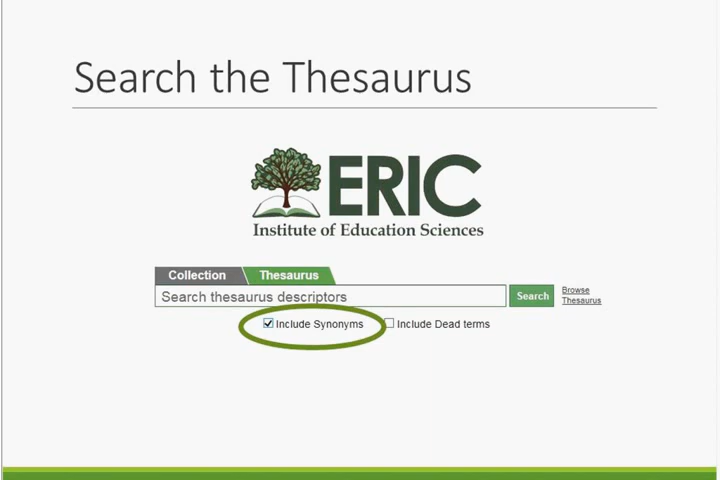 Search the Thesaurus
ERIC
Institute of Education Sciences
Collection Thesaurus
Search thesaurus descriptors Search Browse Thesaurus
Include Synonyms Include Dead terms